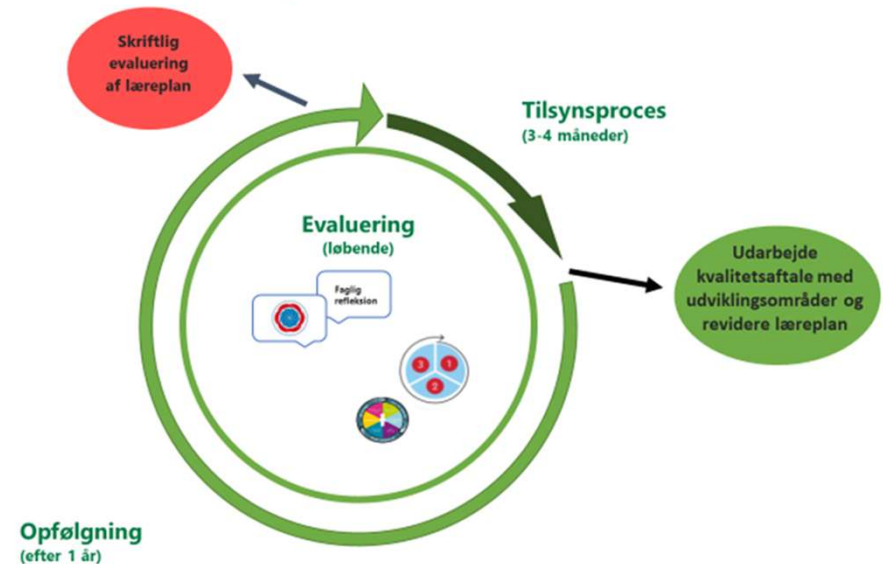 Skriftlig
evaluering
af læreplan
Tilsynsproces
(3-4 måneder)
Evaluering
(løbende)
Faglig
refleksion
3
1
2
Udarbejde
kvalitetsaftale med
udviklingsområder og
revidere læreplan
Opfølgning
(efter 1 år)